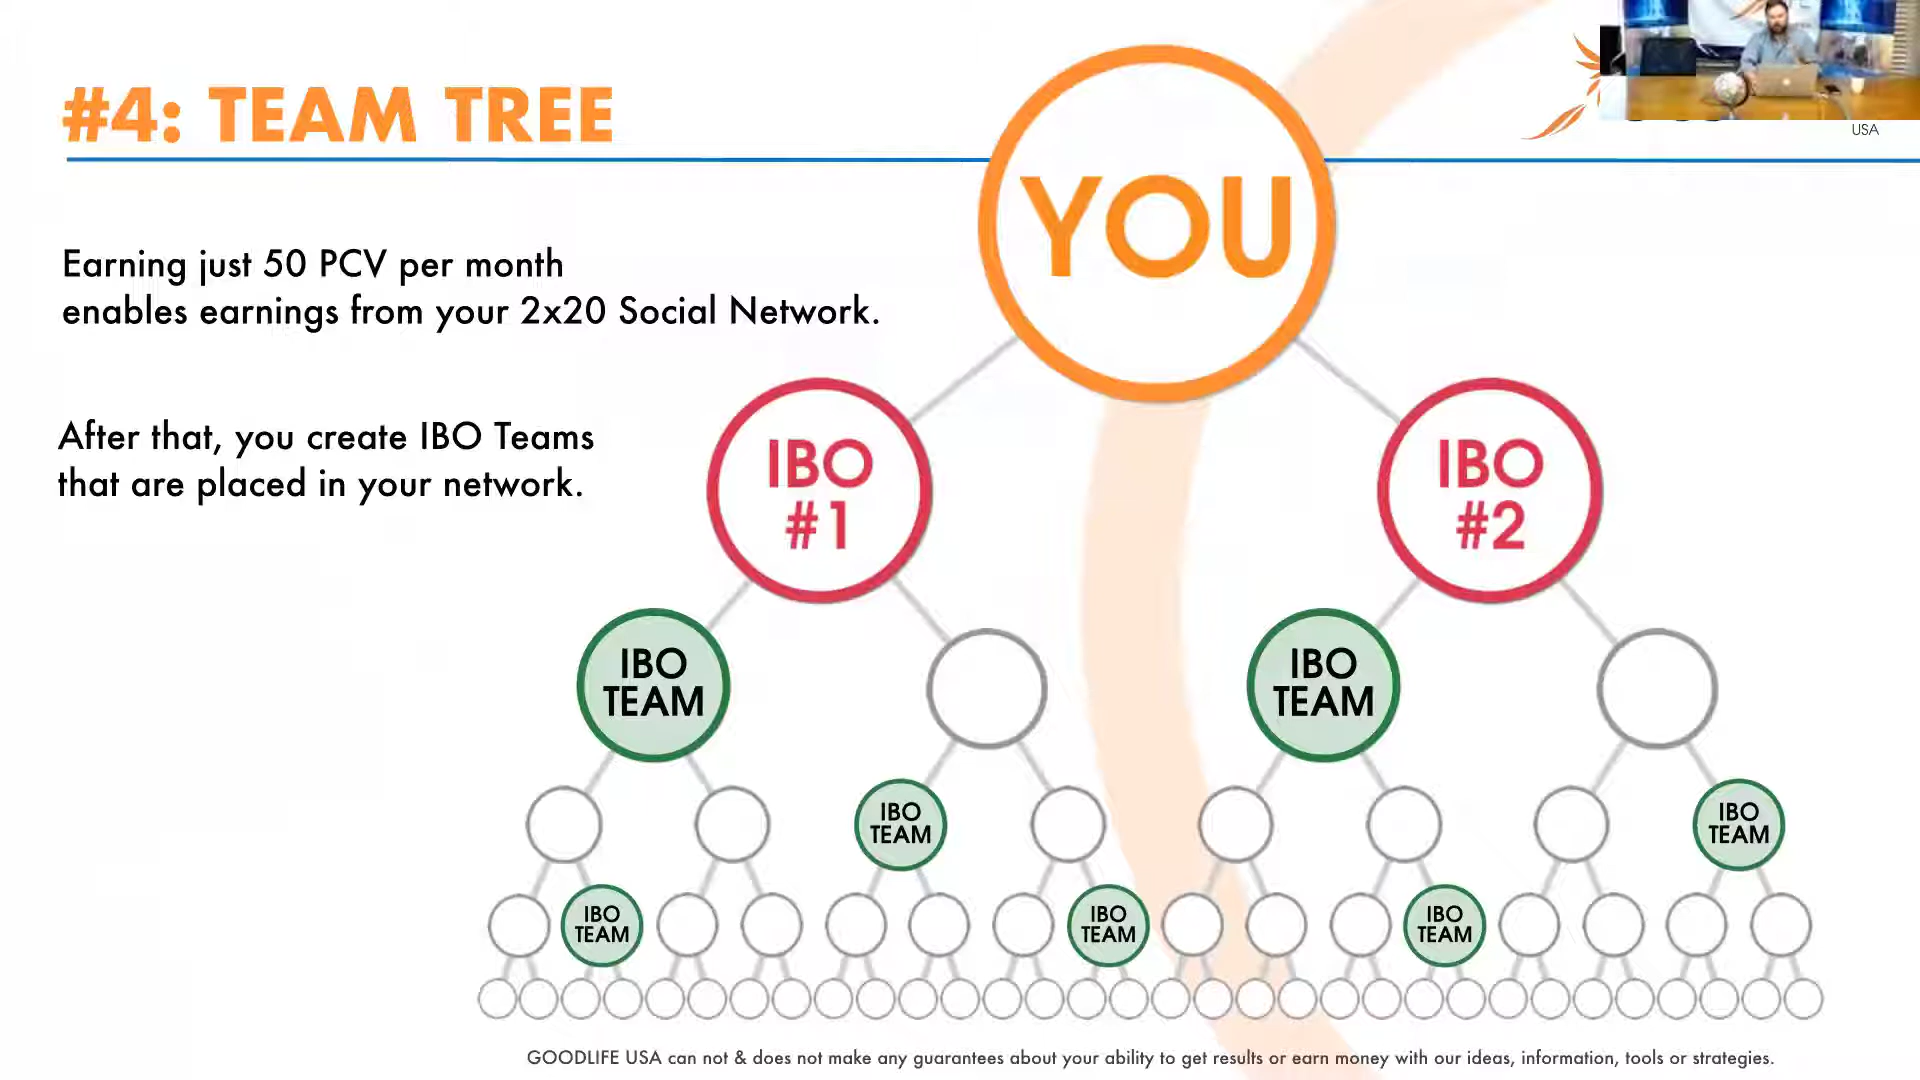 #4: TEAM TREE
USA
YOU
Earning just 50 PCV per month
enables earnings from your 2x20 Social Network.
After that, you create IBO Teams
that are placed in your network.
IBO
#1
IBO
#2
IBO
TEAM
IBO
TEAM
IBO
TEAM
IBO
TEAM
IBO
TEAM
IBO
TEAM
IBO
TEAM
GOODLIFE USA can not & does not make any guarantees about your ability to get results or earn money with our ideas, information, tools or strategies.